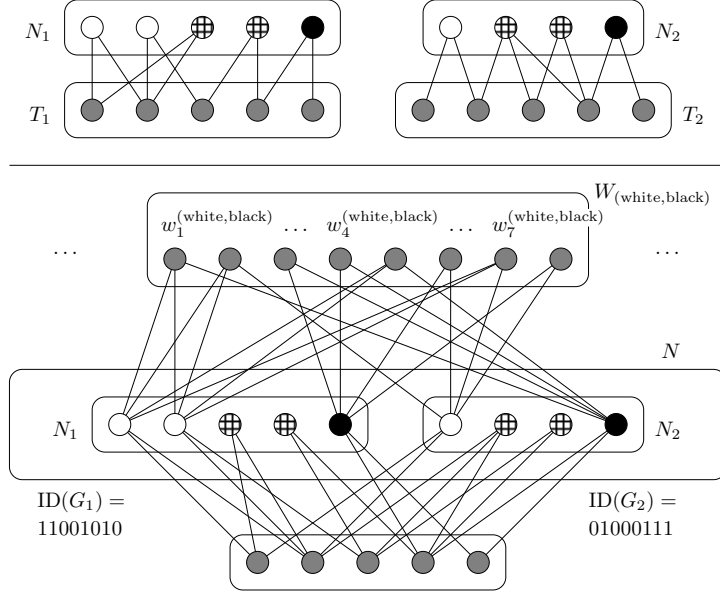 N₁ N₂
T₁ T₂
W₍white,black₎
w₁^(white,black) … w₄^(white,black) … w₇^(white,black)
… …
N
N₁ N₂
ID(G₁) = ID(G₂) =
11001010 01000111